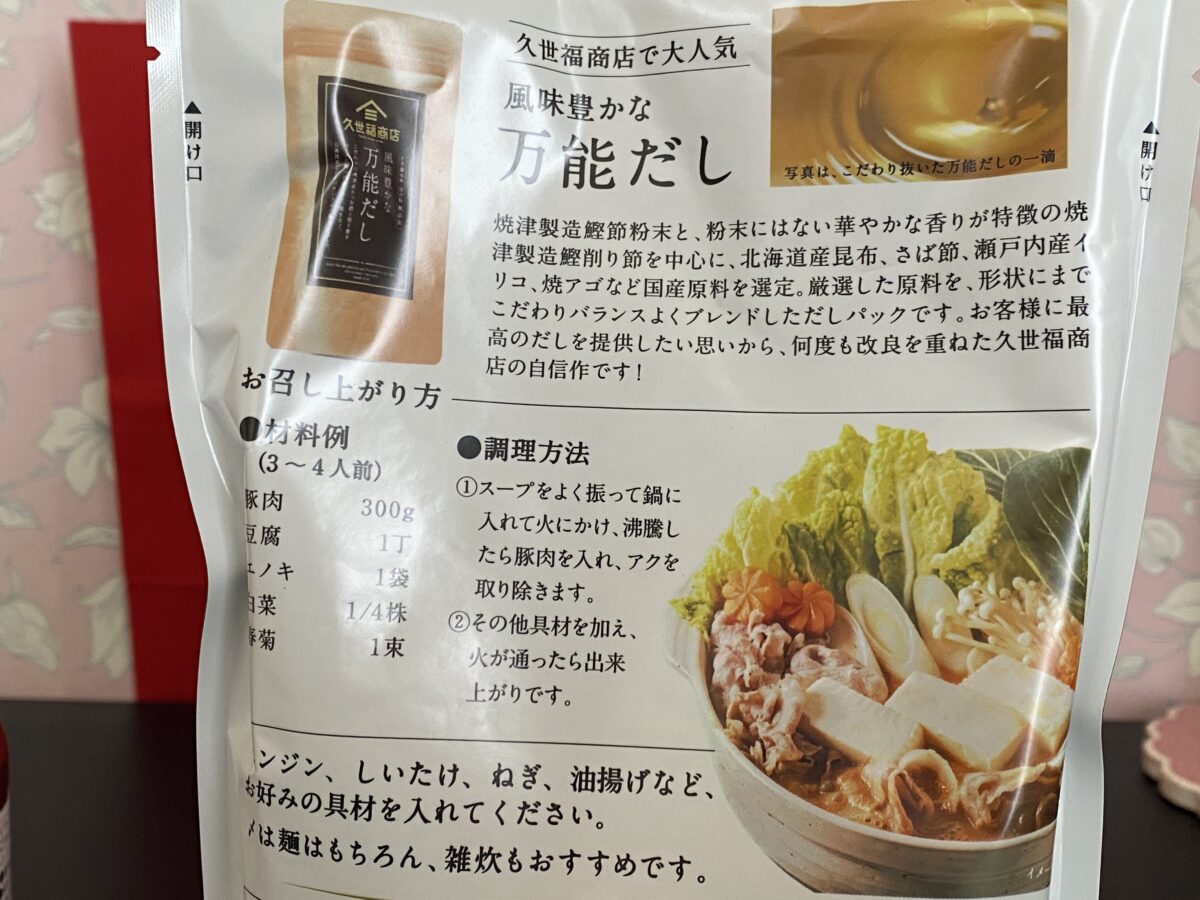 久世福商店で大人気
風味豊かな
万能だし
写真は、こだわり抜いた万能だしの一滴
▲開け口
▲開け口
久世福商店
風味豊かな
万能だし
焼津製造鰹節粉末と、粉末にはない華やかな香りが特徴の焼
津製造鰹削り節を中心に、北海道産昆布、さば節、瀬戸内産イ
リコ、焼アゴなど国産原料を選定。厳選した原料を、形状にまで
こだわりバランスよくブレンドしただしパックです。お客様に最
高のだしを提供したい思いから、何度も改良を重ねた久世福商
店の自信作です!
お召し上がり方
●材料例
(3〜4人前)
豚肉 300g
豆腐 1丁
エノキ 1袋
白菜 1/4株
春菊 1束
●調理方法
①スープをよく振って鍋に
入れて火にかけ、沸騰し
たら豚肉を入れ、アクを
取り除きます。
②その他具材を加え、
火が通ったら出来
上がりです。
ンジン、しいたけ、ねぎ、油揚げなど、
お好みの具材を入れてください。
〆は麺はもちろん、雑炊もおすすめです。
イメー